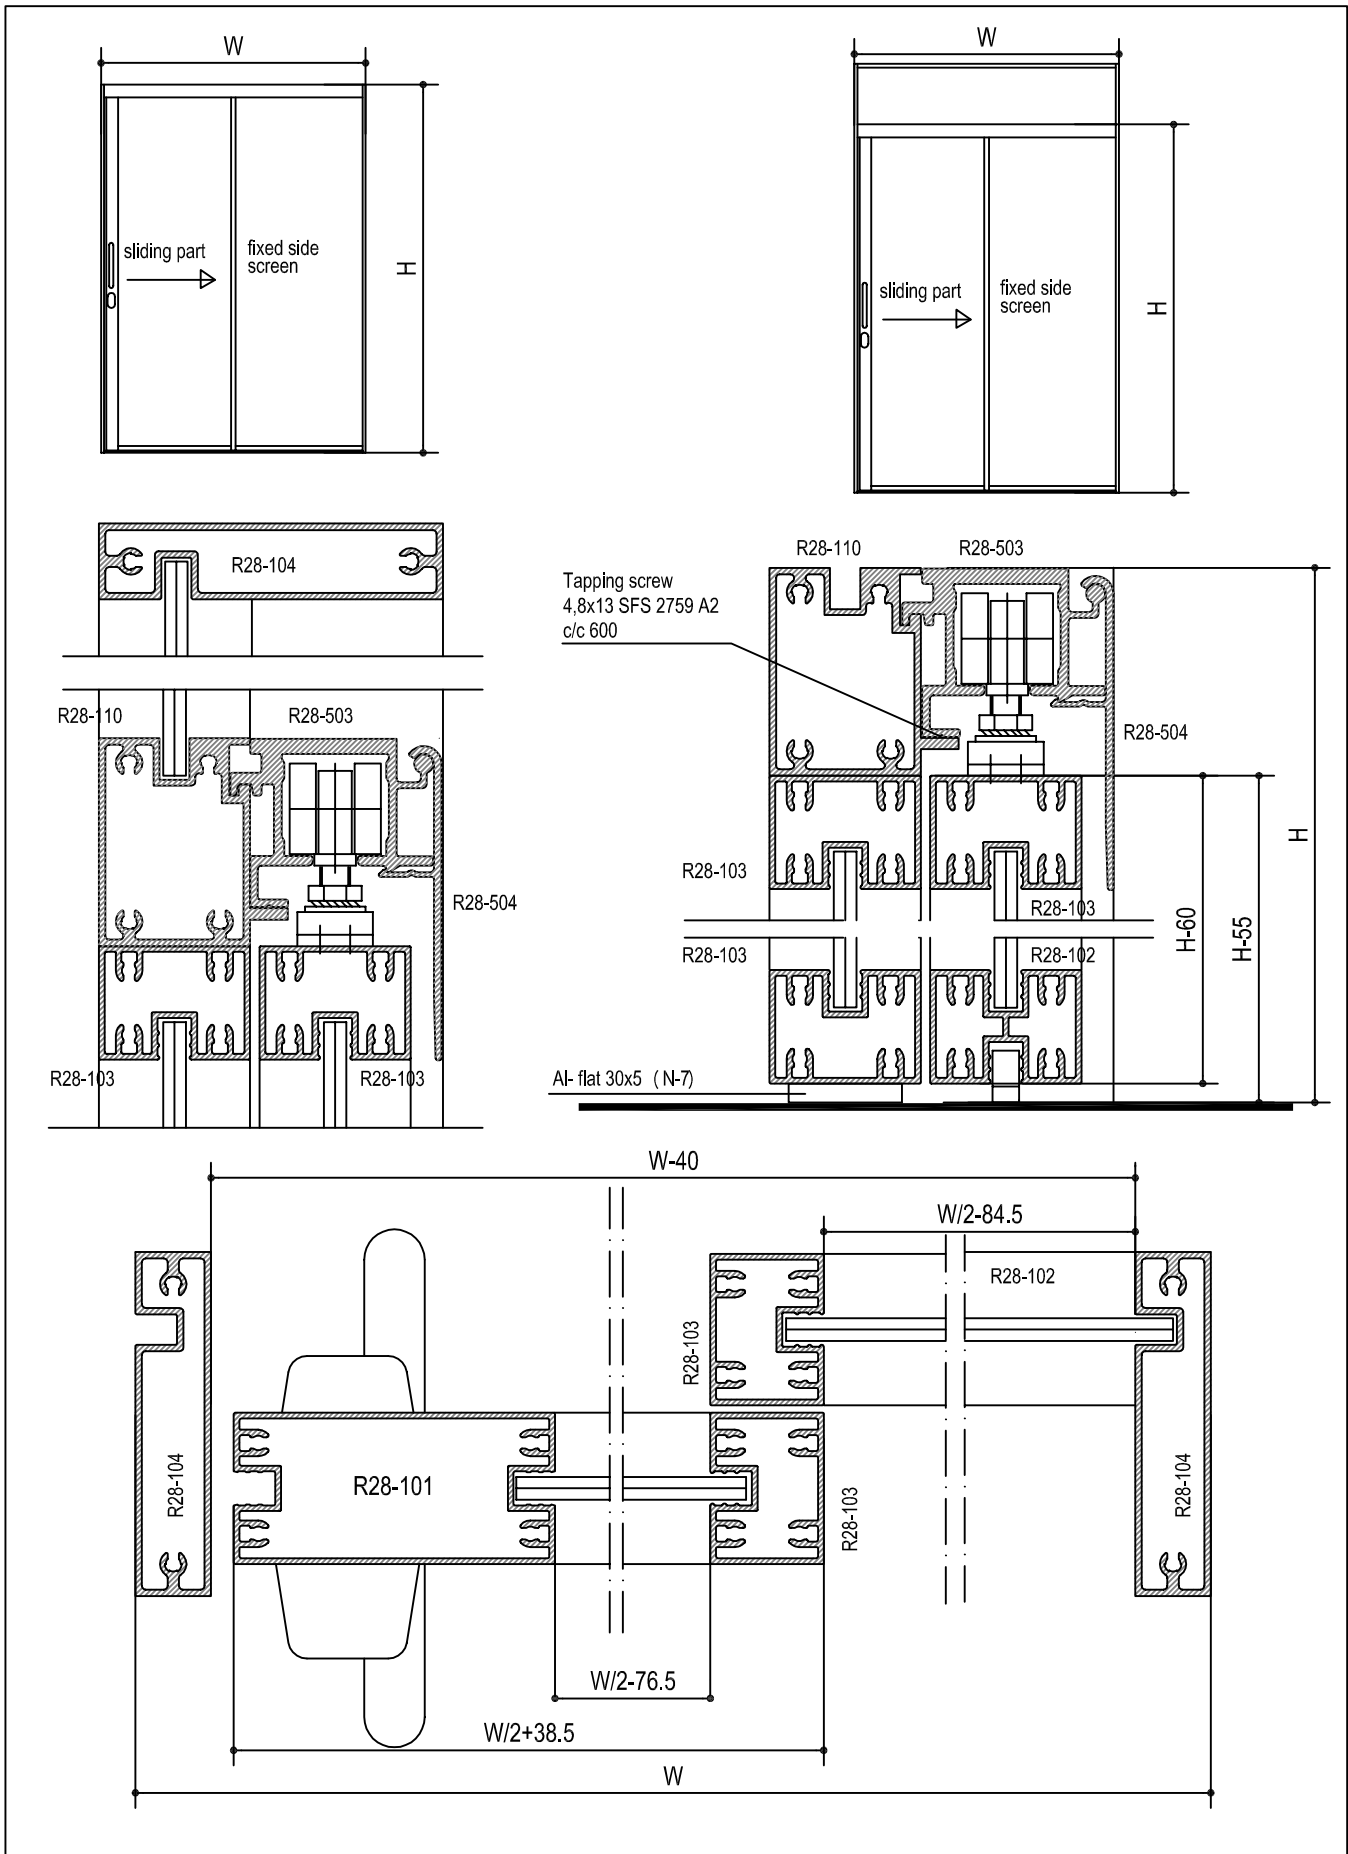 W
W
sliding part
fixed side
screen
H
sliding part
fixed side
screen
H
R28-104
R28-110
R28-503
Tapping screw
4,8x13 SFS 2759 A2
c/c 600
R28-110
R28-503
R28-504
R28-504
R28-103
R28-103
R28-103
R28-102
R28-103
R28-103
H-60
H-55
H
Al- flat 30x5 ( N-7)
W-40
W/2-84.5
R28-102
R28-103
R28-104
R28-101
R28-103
R28-104
W/2-76.5
W/2+38.5
W